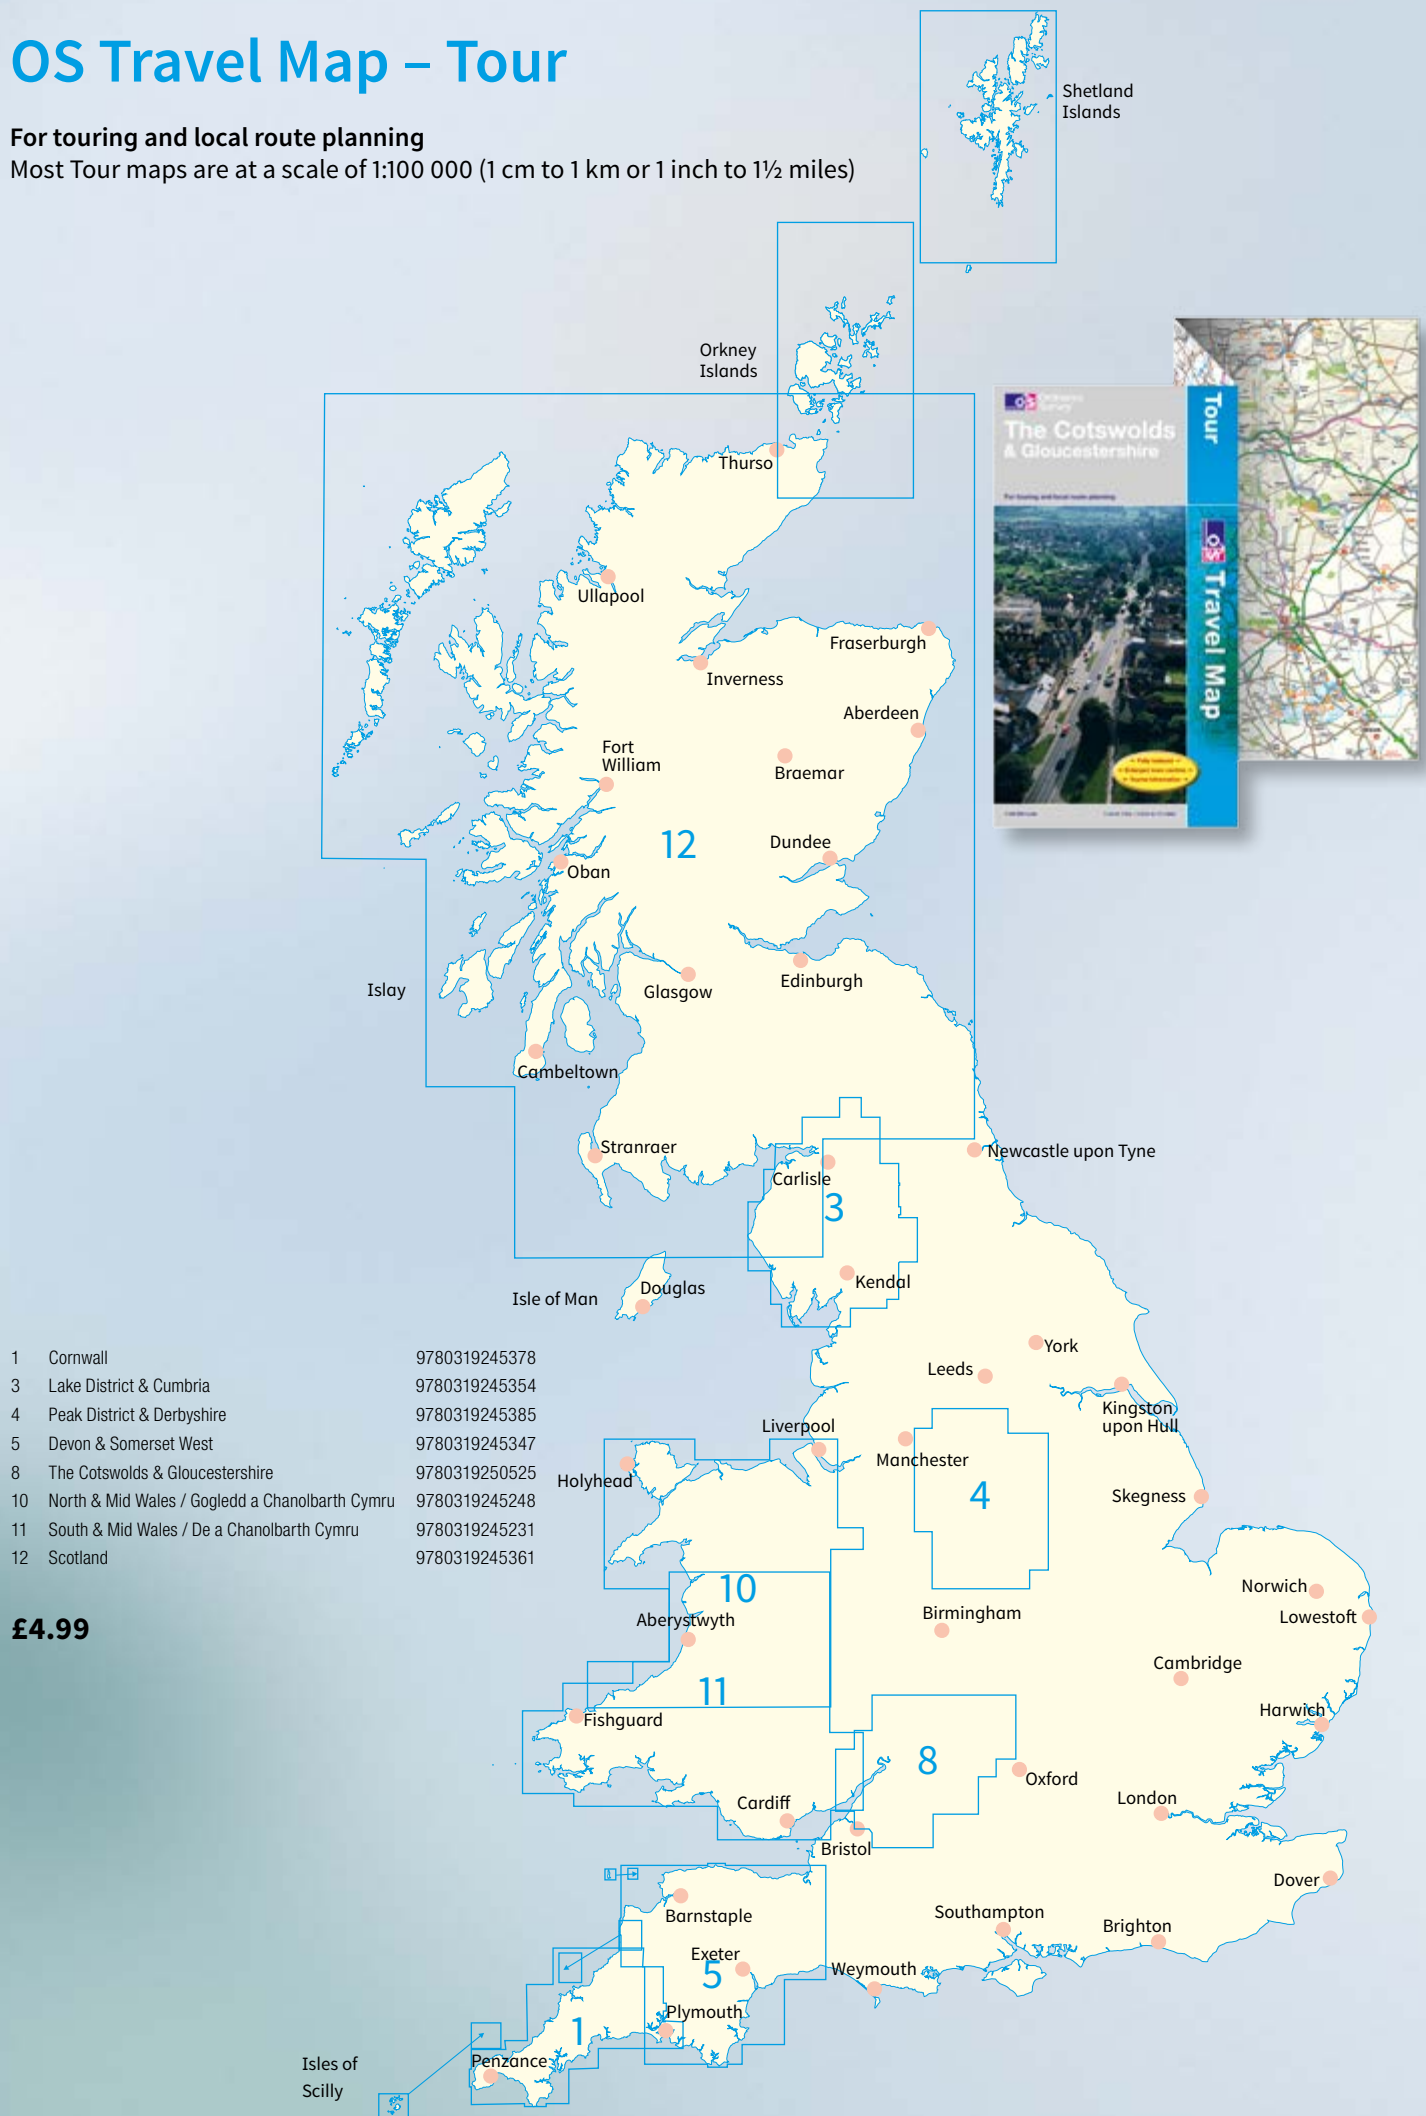 OS Travel Map – Tour
For touring and local route planning
Most Tour maps are at a scale of 1:100 000 (1 cm to 1 km or 1 inch to 1½ miles)
Shetland
Islands
Orkney
Islands
Thurso
Ullapool
Fraserburgh
Inverness
Aberdeen
Fort
William
Braemar
12
Dundee
Oban
Islay
Glasgow
Edinburgh
Cambeltown
Stranraer
Newcastle upon Tyne
Carlisle
3
Kendal
Isle of Man
Douglas
The Cotswolds
& Gloucestershire
For touring and local route planning
Tour
OS Travel Map
York
Leeds
Kingston
upon Hull
Liverpool
Manchester
Holyhead
4
Skegness
1 Cornwall 9780319245378
3 Lake District & Cumbria 9780319245354
4 Peak District & Derbyshire 9780319245385
5 Devon & Somerset West 9780319245347
8 The Cotswolds & Gloucestershire 9780319250525
10 North & Mid Wales / Gogledd a Chanolbarth Cymru 9780319245248
11 South & Mid Wales / De a Chanolbarth Cymru 9780319245231
12 Scotland 9780319245361
£4.99
10
Norwich
Lowestoft
Birmingham
Aberystwyth
Cambridge
11
Harwich
Fishguard
8
Oxford
London
Cardiff
Bristol
Dover
Barnstaple
Southampton
Brighton
Exeter
5
Weymouth
Plymouth
1
Penzance
Isles of
Scilly